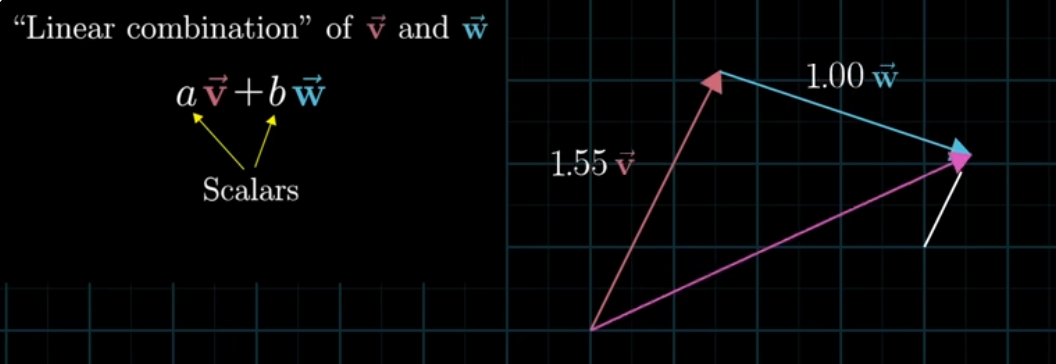 “Linear combination” of v⃗ and w⃗
a v⃗ + b w⃗
Scalars
1.00 w⃗
1.55 v⃗